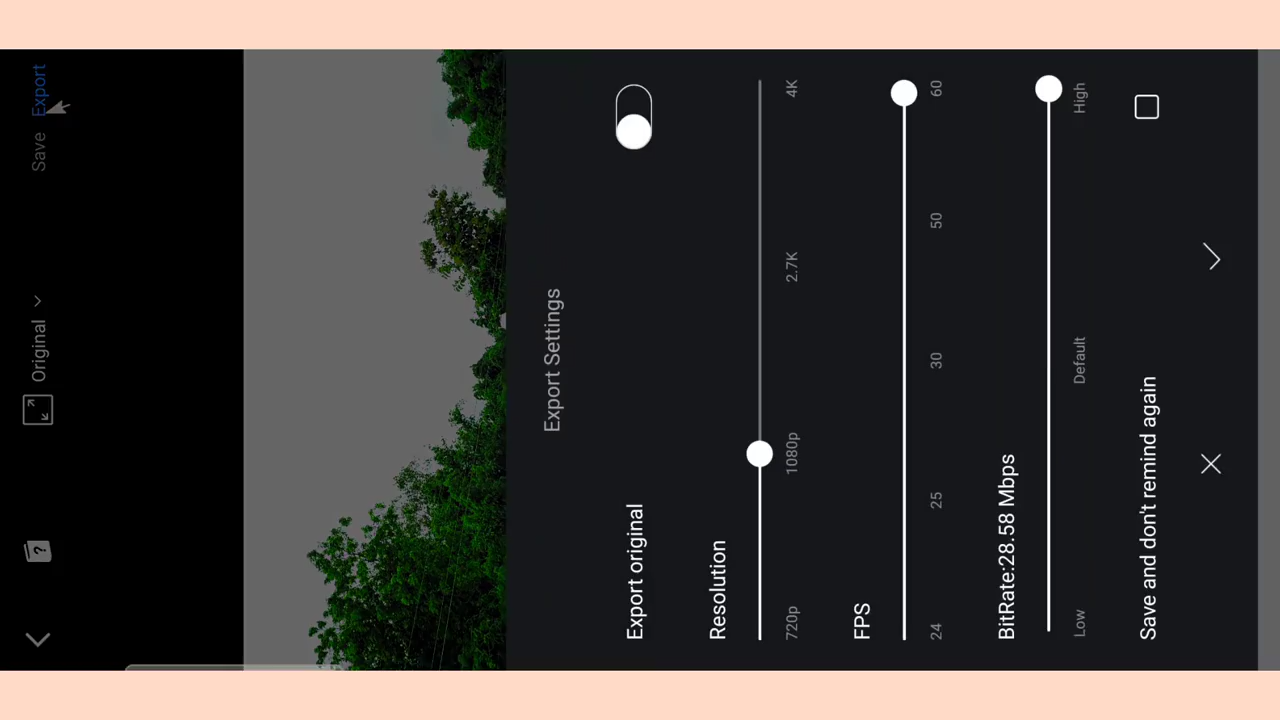 Original
Save
Export
Export Settings
Export original
Resolution
720p
1080p
2.7K
4K
FPS
24
25
30
50
60
BitRate:28.58 Mbps
Low
Default
High
Save and don't remind again